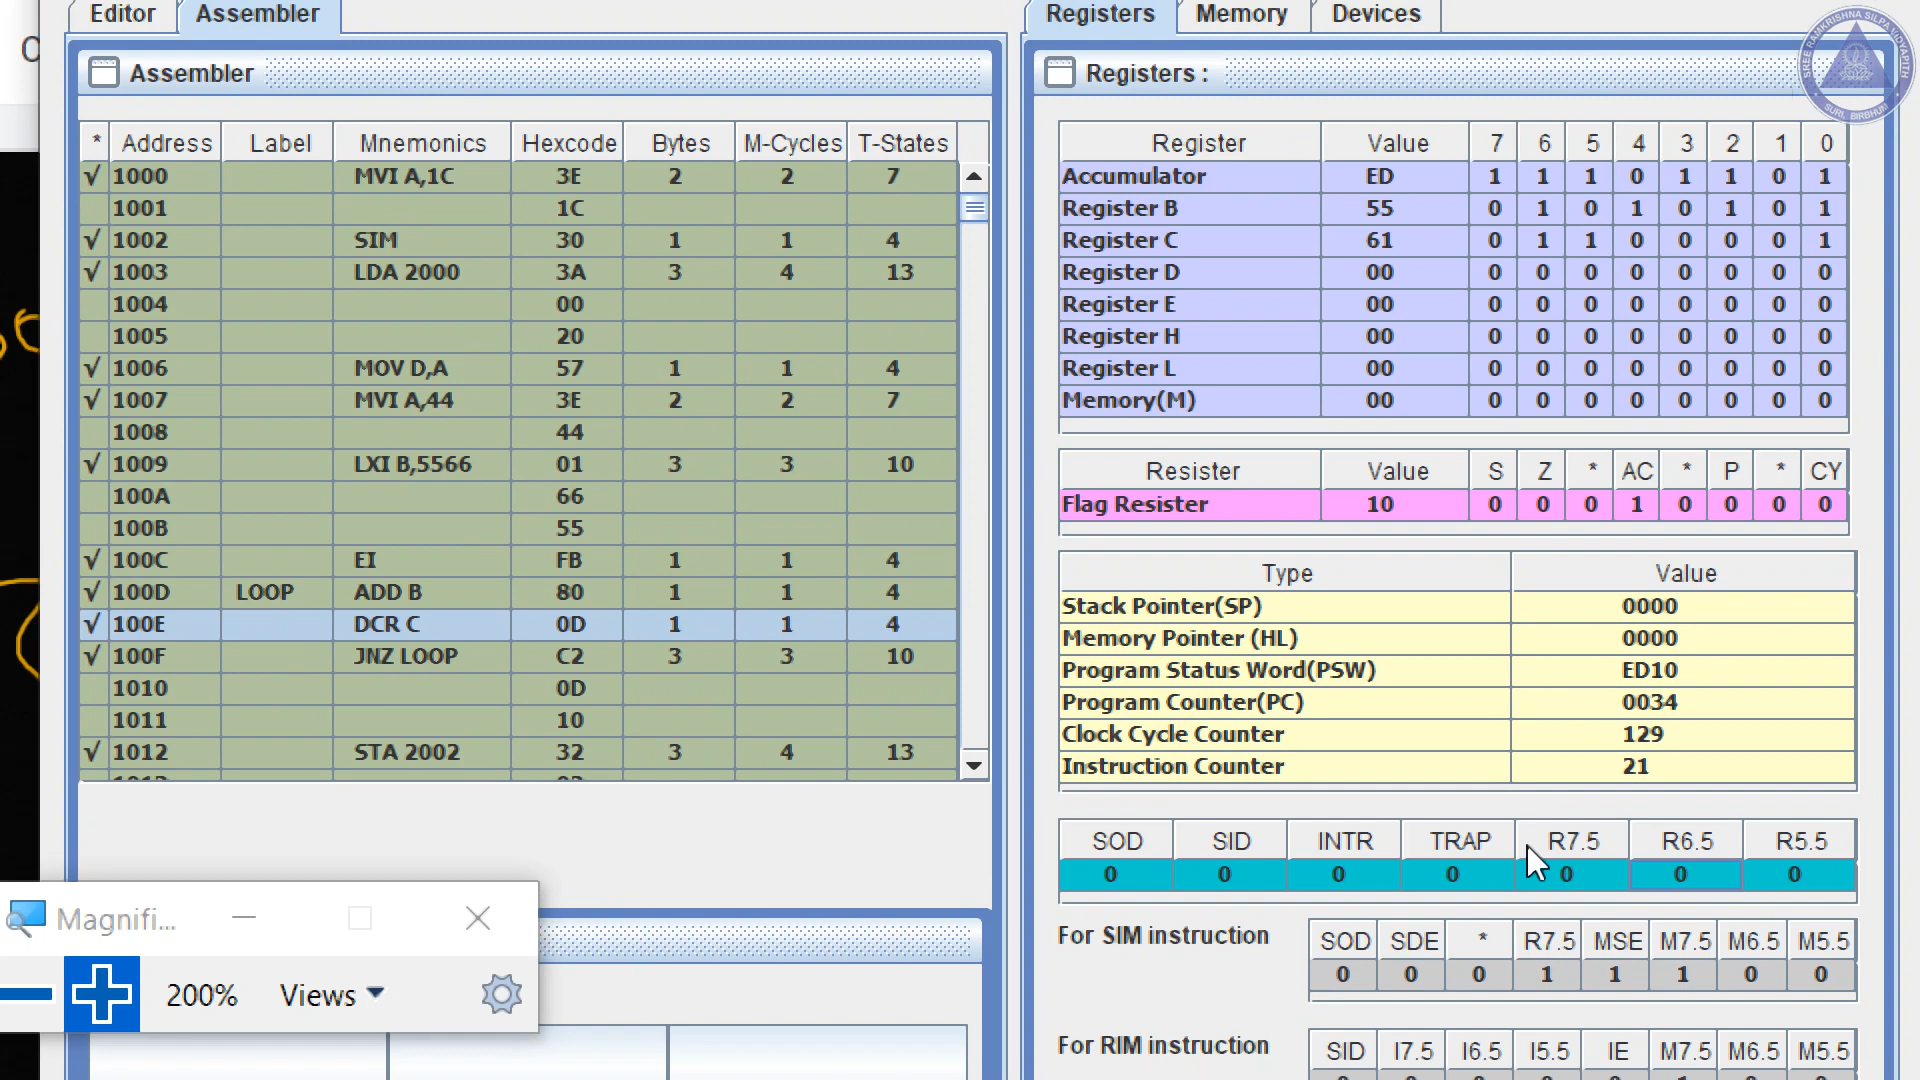 Editor Assembler
Assembler
* Address Label Mnemonics Hexcode Bytes M-Cycles T-States
√ 1000 MVI A,1C 3E 2 2 7
1001 1C
√ 1002 SIM 30 1 1 4
√ 1003 LDA 2000 3A 3 4 13
1004 00
1005 20
√ 1006 MOV D,A 57 1 1 4
√ 1007 MVI A,44 3E 2 2 7
1008 44
√ 1009 LXI B,5566 01 3 3 10
100A 66
100B 55
√ 100C EI FB 1 1 4
√ 100D LOOP ADD B 80 1 1 4
√ 100E DCR C 0D 1 1 4
√ 100F JNZ LOOP C2 3 3 10
1010 0D
1011 10
√ 1012 STA 2002 32 3 4 13
Magnifi...
200% Views
Registers Memory Devices
Registers :
Register Value 7 6 5 4 3 2 1 0
Accumulator ED 1 1 1 0 1 1 0 1
Register B 55 0 1 0 1 0 1 0 1
Register C 61 0 1 1 0 0 0 0 1
Register D 00 0 0 0 0 0 0 0 0
Register E 00 0 0 0 0 0 0 0 0
Register H 00 0 0 0 0 0 0 0 0
Register L 00 0 0 0 0 0 0 0 0
Memory(M) 00 0 0 0 0 0 0 0 0
Resister Value S Z * AC * P * CY
Flag Resister 10 0 0 0 1 0 0 0 0
Type Value
Stack Pointer(SP) 0000
Memory Pointer (HL) 0000
Program Status Word(PSW) ED10
Program Counter(PC) 0034
Clock Cycle Counter 129
Instruction Counter 21
SOD SID INTR TRAP R7.5 R6.5 R5.5
0 0 0 0 0 0 0
For SIM instruction SOD SDE * R7.5 MSE M7.5 M6.5 M5.5
0 0 0 1 1 1 0 0
For RIM instruction SID I7.5 I6.5 I5.5 IE M7.5 M6.5 M5.5
SREE RAMKRISHNA SILPA VIDYAPITH
SURI, BIRBHUM